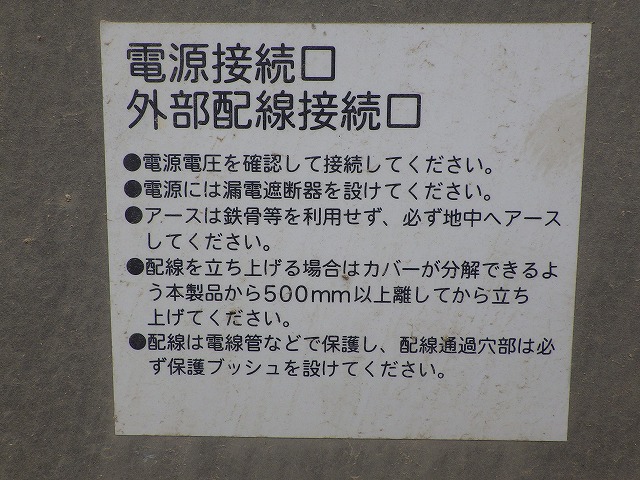 電源接続口
外部配線接続口
●電源電圧を確認して接続してください。
●電源には漏電遮断器を設けてください。
●アースは鉄骨等を利用せず、必ず地中へアース
してください。
●配線を立ち上げる場合はカバーが分解できるよ
う本製品から500mm以上離してから立ち
上げてください。
●配線は電線管などで保護し、配線通過穴部は必
ず保護ブッシュを設けてください。